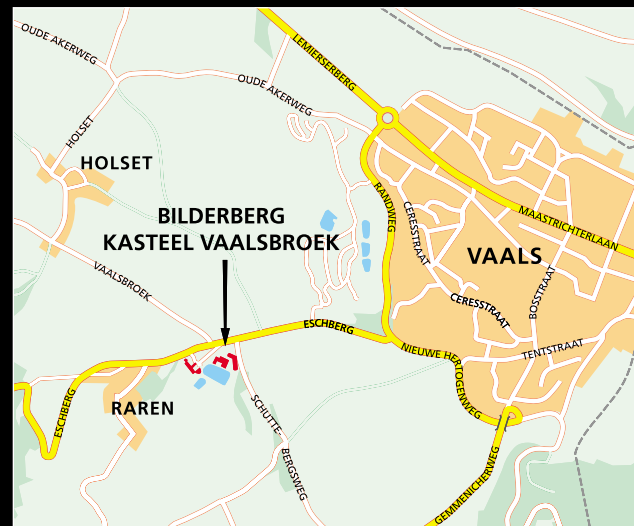 LEMIERSERBERG
OUDE AKERWEG
OUDE AKERWEG
HOLSET
HOLSET
RANDWEG
CERESSTRAAT
MAASTRICHTERLAAN
BILDERBERG
KASTEEL VAALSBROEK
VAALS
VAALSBROEK
BOSSTRAAT
CERESSTRAAT
ESCHBERG
NIEUWE HERTOGENWEG
TENTSTRAAT
ESCHBERG
RAREN
SCHUTTE-
BERGSWEG
GEMMENICHERWEG